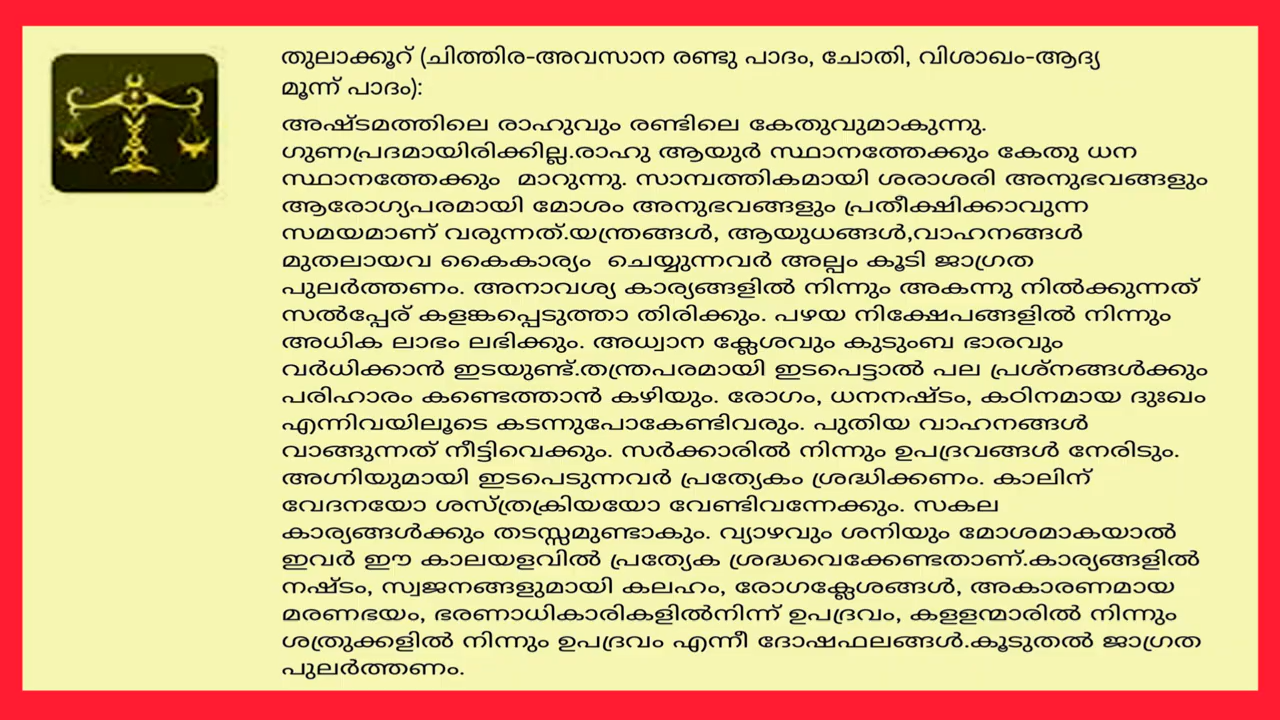 തുലാക്കൂറ് (ചിത്തിര-അവസാന രണ്ടു പാദം, ചോതി, വിശാഖം-ആദ്യ
മൂന്ന് പാദം):
അഷ്ടമത്തിലെ രാഹുവും രണ്ടിലെ കേതുവുമാകുന്നു.
ഗുണപ്രദമായിരിക്കില്ല.രാഹു ആയുർ സ്ഥാനത്തേക്കും കേതു ധന
സ്ഥാനത്തേക്കും മാറുന്നു. സാമ്പത്തികമായി ശരാശരി അനുഭവങ്ങളും
ആരോഗ്യപരമായി മോശം അനുഭവങ്ങളും പ്രതീക്ഷിക്കാവുന്ന
സമയമാണ് വരുന്നത്.യന്ത്രങ്ങൾ, ആയുധങ്ങൾ,വാഹനങ്ങൾ
മുതലായവ കൈകാര്യം ചെയ്യുന്നവർ അല്പം കൂടി ജാഗ്രത
പുലർത്തണം. അനാവശ്യ കാര്യങ്ങളിൽ നിന്നും അകന്നു നിൽക്കുന്നത്
സൽപ്പേര് കളങ്കപ്പെടുത്താ തിരിക്കും. പഴയ നിക്ഷേപങ്ങളിൽ നിന്നും
അധിക ലാഭം ലഭിക്കും. അധ്വാന ക്ലേശവും കുടുംബ ഭാരവും
വർധിക്കാൻ ഇടയുണ്ട്.തന്ത്രപരമായി ഇടപെട്ടാൽ പല പ്രശ്നങ്ങൾക്കും
പരിഹാരം കണ്ടെത്താൻ കഴിയും. രോഗം, ധനനഷ്ടം, കഠിനമായ ദുഃഖം
എന്നിവയിലൂടെ കടന്നുപോകേണ്ടിവരും. പുതിയ വാഹനങ്ങൾ
വാങ്ങുന്നത് നീട്ടിവെക്കും. സർക്കാരിൽ നിന്നും ഉപദ്രവങ്ങൾ നേരിടും.
അഗ്നിയുമായി ഇടപെടുന്നവർ പ്രത്യേകം ശ്രദ്ധിക്കണം. കാലിന്
വേദനയോ ശസ്ത്രക്രിയയോ വേണ്ടിവന്നേക്കും. സകല
കാര്യങ്ങൾക്കും തടസ്സമുണ്ടാകും. വ്യാഴവും ശനിയും മോശമാകയാൽ
ഇവർ ഈ കാലയളവിൽ പ്രത്യേക ശ്രദ്ധവെക്കേണ്ടതാണ്.കാര്യങ്ങളിൽ
നഷ്ടം, സ്വജനങ്ങളുമായി കലഹം, രോഗക്ലേശങ്ങൾ, അകാരണമായ
മരണഭയം, ഭരണാധികാരികളിൽനിന്ന് ഉപദ്രവം, കളളന്മാരിൽ നിന്നും
ശത്രുക്കളിൽ നിന്നും ഉപദ്രവം എന്നീ ദോഷഫലങ്ങൾ.കൂടുതൽ ജാഗ്രത
പുലർത്തണം.